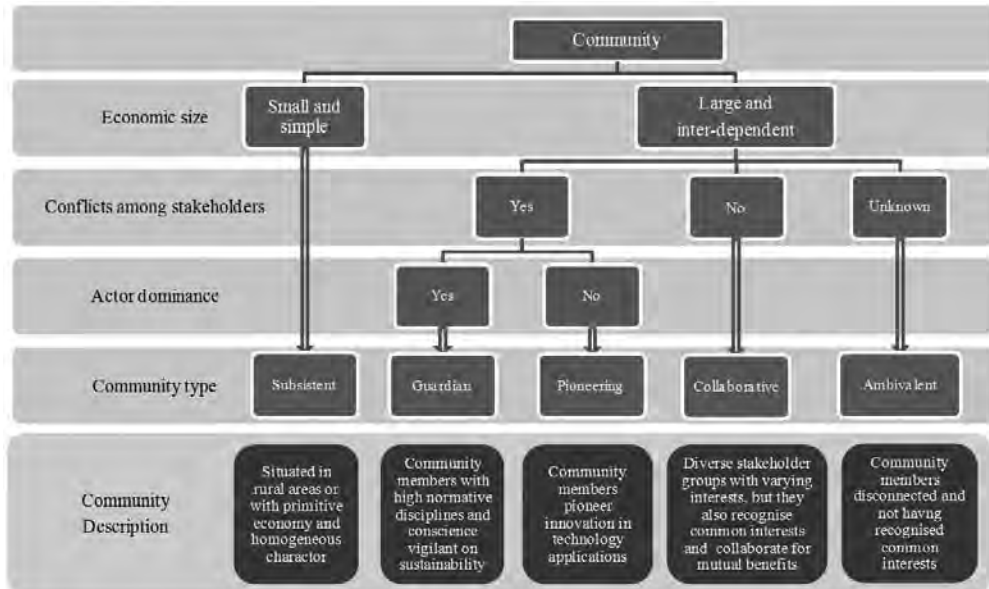 Community
Economic size
Small and
simple
Large and
inter-dependent
Conflicts among stakeholders
Yes
No
Unknown
Actor dominance
Yes
No
Community type
Subsistent
Guardian
Pioneering
Collaborative
Ambivalent
Community
Description
Situated in
rural areas or
with primitive
economy and
homogeneous
charactor
Community
members with
high normative
disciplines and
conscience
vigilant on
sustainability
Community
members
pioneer
innovation in
technology
applications
Diverse stakeholder
groups with varying
interests, but they
also recognise
common interests
and collaborate for
mutual benefits
Community
members
disconnected and
not havng
recognised
common
interests